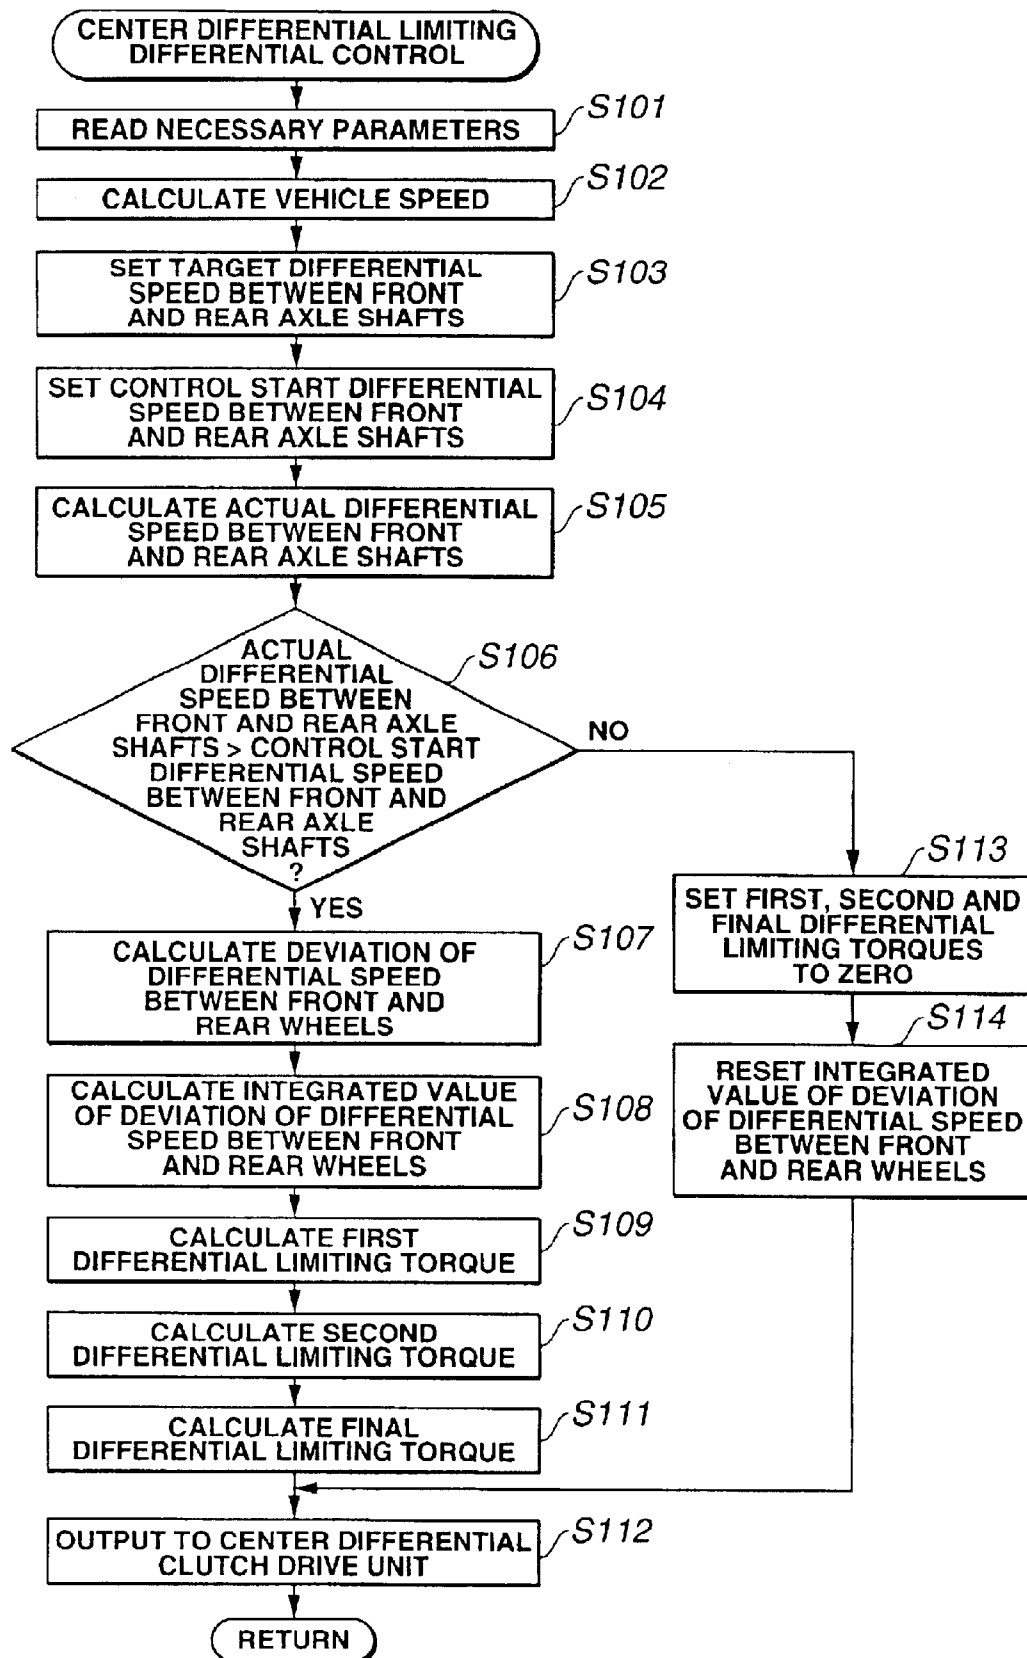 CENTER DIFFERENTIAL LIMITING
DIFFERENTIAL CONTROL
READ NECESSARY PARAMETERS
S101
CALCULATE VEHICLE SPEED
S102
SET TARGET DIFFERENTIAL
SPEED BETWEEN FRONT
AND REAR AXLE SHAFTS
S103
SET CONTROL START DIFFERENTIAL
SPEED BETWEEN FRONT
AND REAR AXLE SHAFTS
S104
CALCULATE ACTUAL DIFFERENTIAL
SPEED BETWEEN FRONT
AND REAR AXLE SHAFTS
S105
ACTUAL
DIFFERENTIAL
SPEED BETWEEN
FRONT AND REAR AXLE
SHAFTS > CONTROL START
DIFFERENTIAL SPEED
BETWEEN FRONT AND
REAR AXLE
SHAFTS
?
S106
NO
YES
CALCULATE DEVIATION OF
DIFFERENTIAL SPEED
BETWEEN FRONT AND
REAR WHEELS
S107
CALCULATE INTEGRATED VALUE
OF DEVIATION OF DIFFERENTIAL
SPEED BETWEEN FRONT
AND REAR WHEELS
S108
CALCULATE FIRST
DIFFERENTIAL LIMITING TORQUE
S109
CALCULATE SECOND
DIFFERENTIAL LIMITING TORQUE
S110
CALCULATE FINAL
DIFFERENTIAL LIMITING TORQUE
S111
S113
SET FIRST, SECOND AND
FINAL DIFFERENTIAL
LIMITING TORQUES
TO ZERO
S114
RESET INTEGRATED
VALUE OF DEVIATION
OF DIFFERENTIAL SPEED
BETWEEN FRONT
AND REAR WHEELS
OUTPUT TO CENTER DIFFERENTIAL
CLUTCH DRIVE UNIT
S112
RETURN